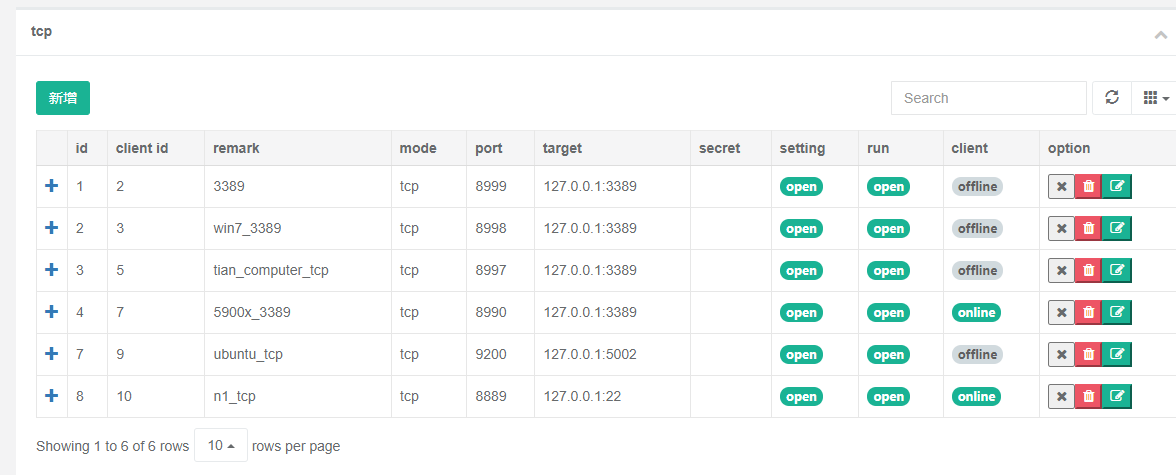 tcp
新增
Search
id client id remark mode port target secret setting run client option
1 2 3389 tcp 8999 127.0.0.1:3389 open open offline
2 3 win7_3389 tcp 8998 127.0.0.1:3389 open open offline
3 5 tian_computer_tcp tcp 8997 127.0.0.1:3389 open open offline
4 7 5900x_3389 tcp 8990 127.0.0.1:3389 open open online
7 9 ubuntu_tcp tcp 9200 127.0.0.1:5002 open open offline
8 10 n1_tcp tcp 8889 127.0.0.1:22 open open online
Showing 1 to 6 of 6 rows 10 rows per page